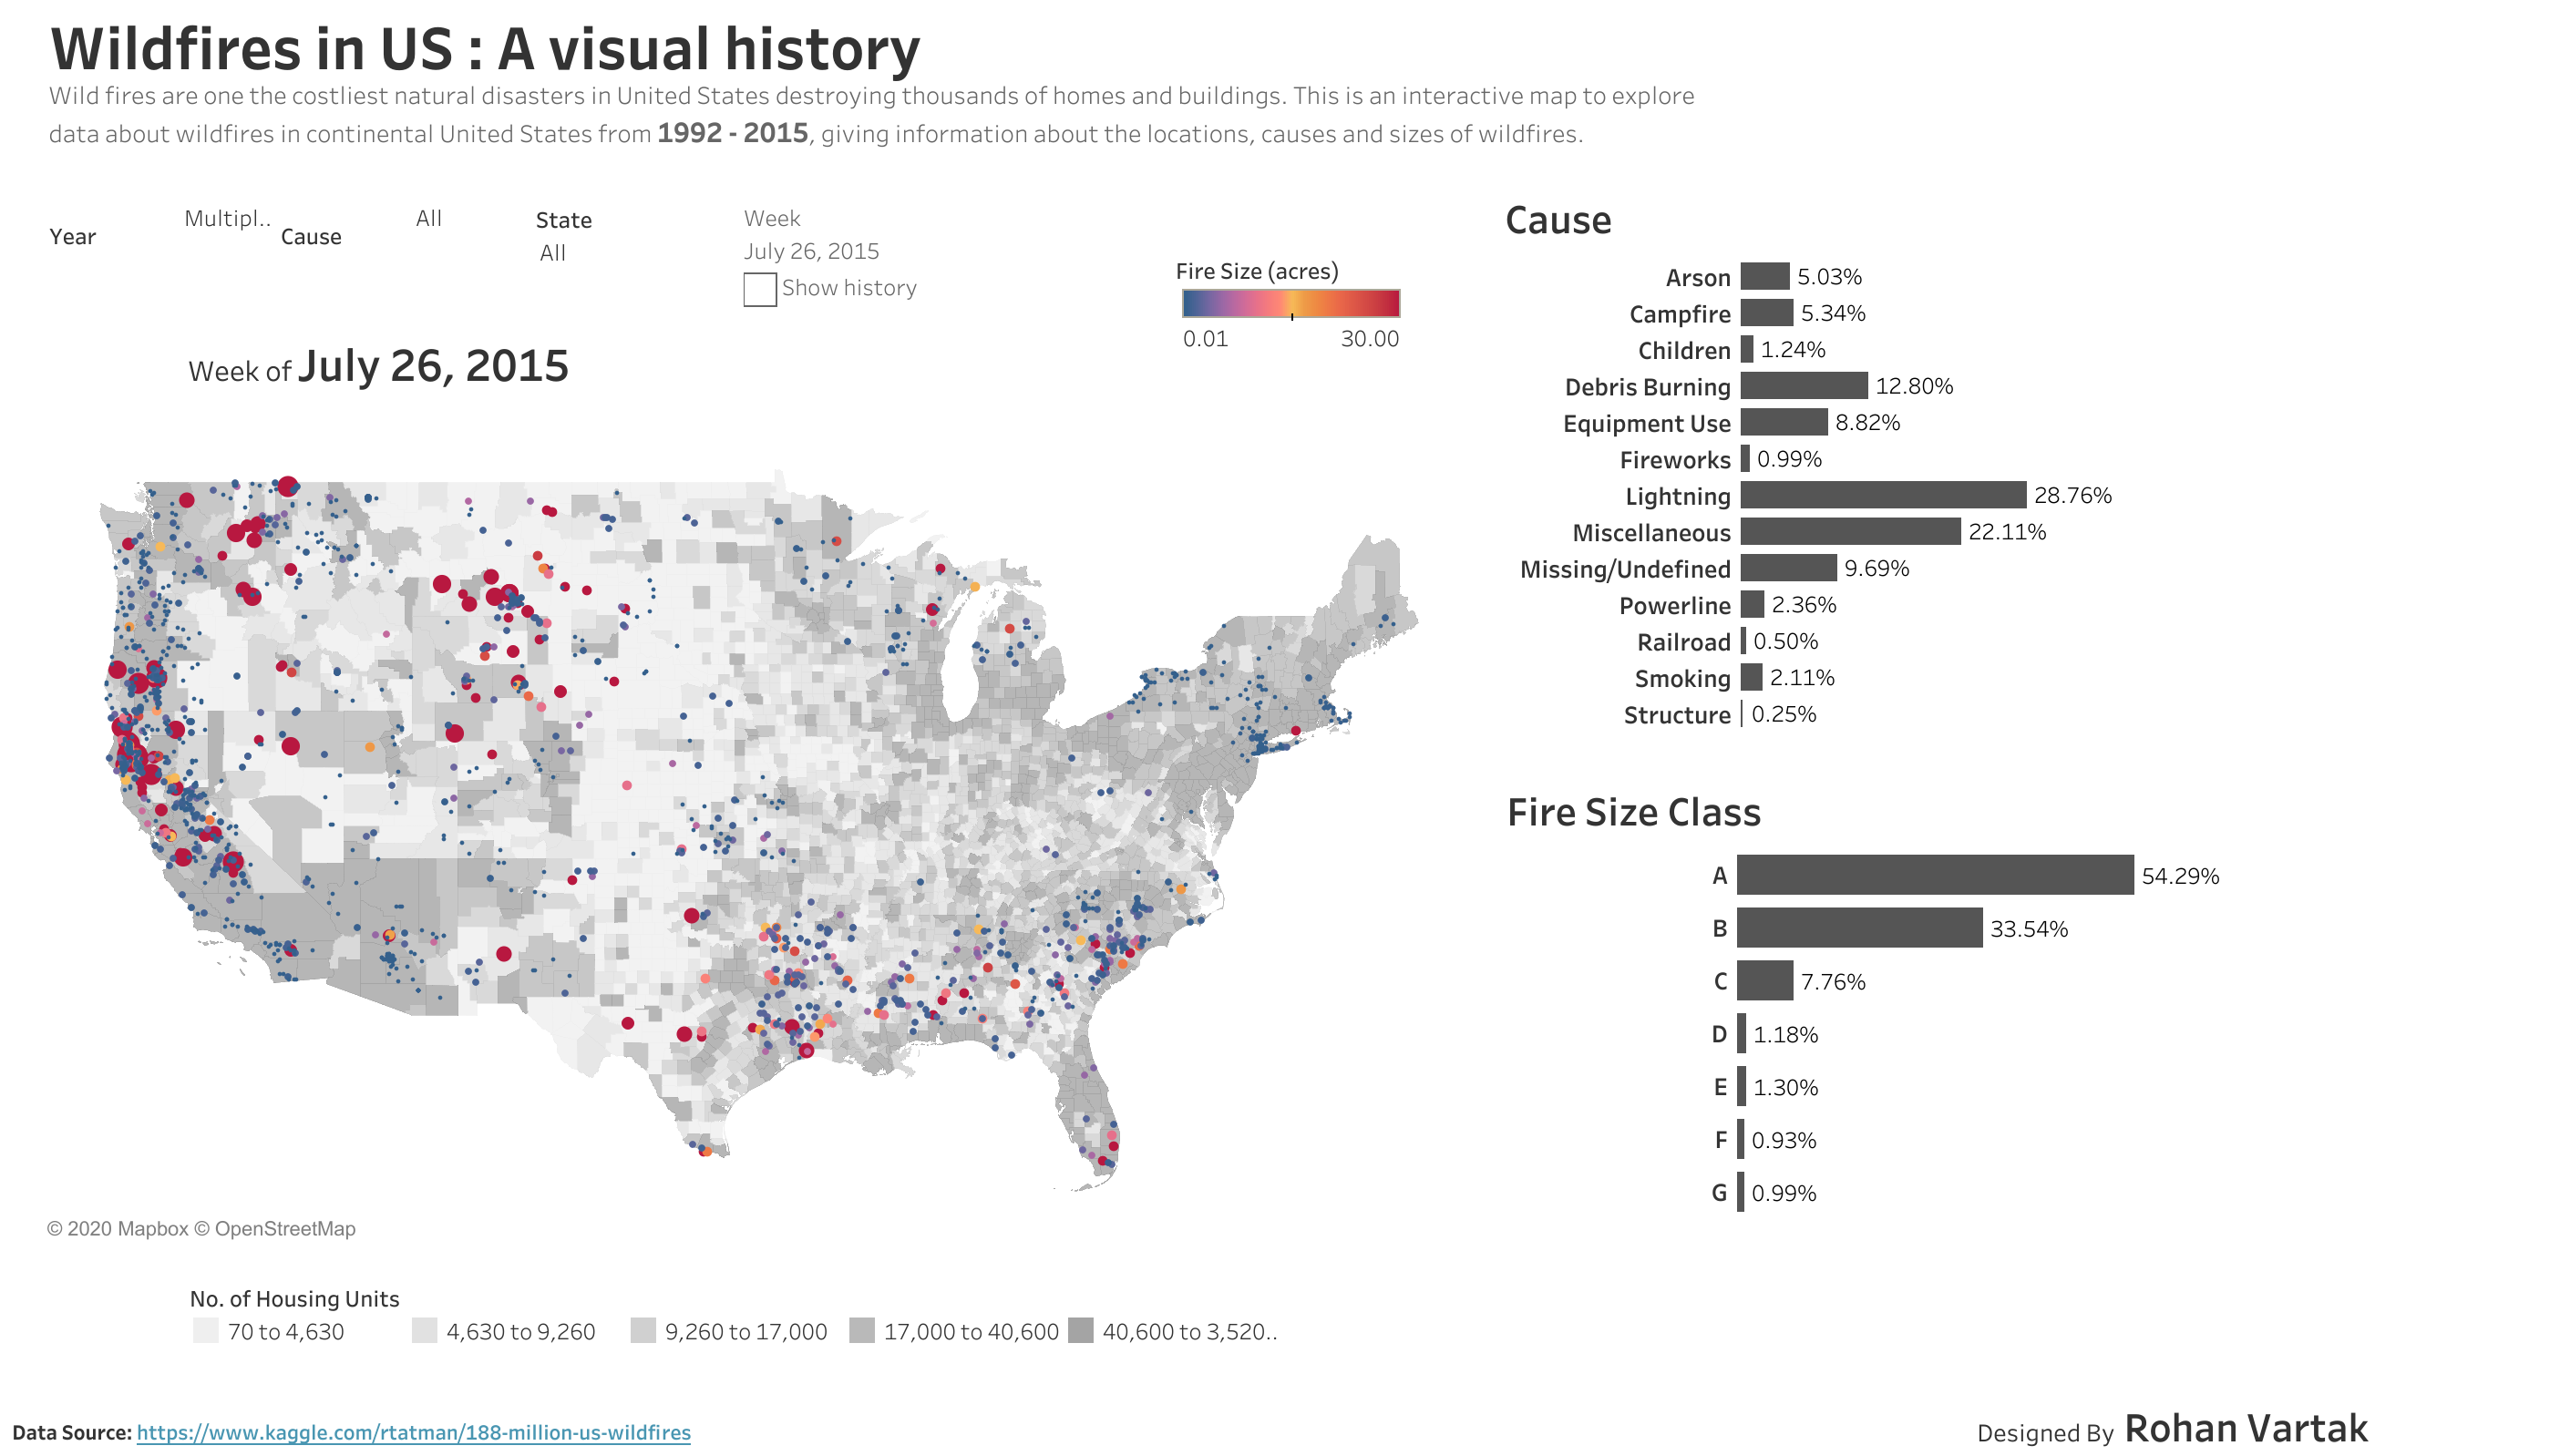 Wildfires in US : A visual history
Wild fires are one the costliest natural disasters in United States destroying thousands of homes and buildings. This is an interactive map to explore
data about wildfires in continental United States from 1992 - 2015, giving information about the locations, causes and sizes of wildfires.
Year
Multipl..
Cause
All
State
All
Week
July 26, 2015
Show history
Fire Size (acres)
0.01 30.00
Week of July 26, 2015
© 2020 Mapbox © OpenStreetMap
No. of Housing Units
70 to 4,630 4,630 to 9,260 9,260 to 17,000 17,000 to 40,600 40,600 to 3,520..
Cause
Arson 5.03%
Campfire 5.34%
Children 1.24%
Debris Burning 12.80%
Equipment Use 8.82%
Fireworks 0.99%
Lightning 28.76%
Miscellaneous 22.11%
Missing/Undefined 9.69%
Powerline 2.36%
Railroad 0.50%
Smoking 2.11%
Structure 0.25%
Fire Size Class
A 54.29%
B 33.54%
C 7.76%
D 1.18%
E 1.30%
F 0.93%
G 0.99%
Data Source: https://www.kaggle.com/rtatman/188-million-us-wildfires
Designed By Rohan Vartak